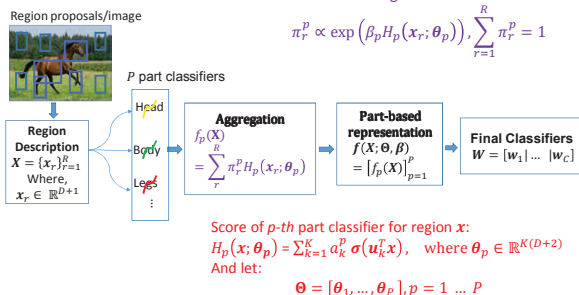 Region proposals/image
π_r^p ∝ exp(β_p H_p(x_r; θ_p)), ∑_{r=1}^{R} π_r^p = 1
P part classifiers
Head
Body
Legs
⋮
Region
Description
X = {x_r}_{r=1}^R
Where,
x_r ∈ ℝ^{D+1}
Aggregation
f_p(X)
= ∑_r^R π_r^p H_p(x_r; θ_p)
Part-based
representation
f(X; Θ, β)
= [f_p(X)]_{p=1}^P
Final Classifiers
W = [w_1| … |w_C]
Score of p-th part classifier for region x:
H_p(x; θ_p) = ∑_{k=1}^K a_k^p σ(u_k^T x), where θ_p ∈ ℝ^{K(D+2)}
And let:
Θ = [θ_1, …, θ_P], p = 1 … P